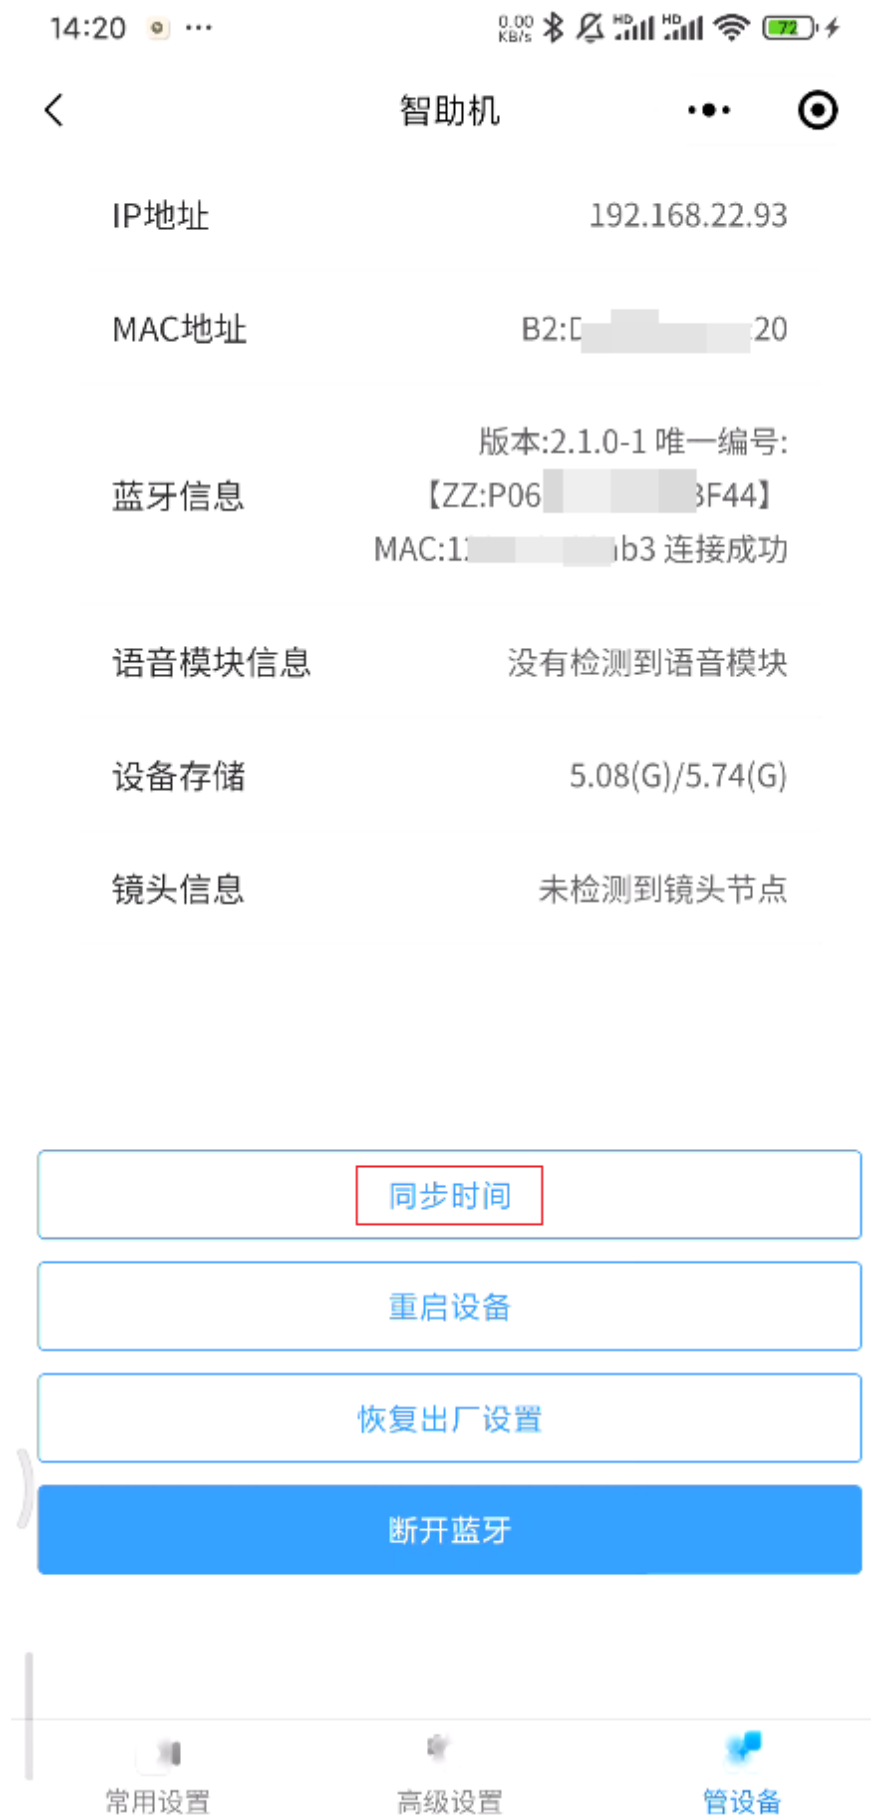 14:20
0.00 KB/s HD HD 72
智助机
IP地址 192.168.22.93
MAC地址 B2: 20
版本:2.1.0-1 唯一编号:
蓝牙信息 【ZZ:P06 3F44】
MAC:1 b3 连接成功
语音模块信息 没有检测到语音模块
设备存储 5.08(G)/5.74(G)
镜头信息 未检测到镜头节点
同步时间
重启设备
恢复出厂设置
断开蓝牙
常用设置 高级设置 管设备